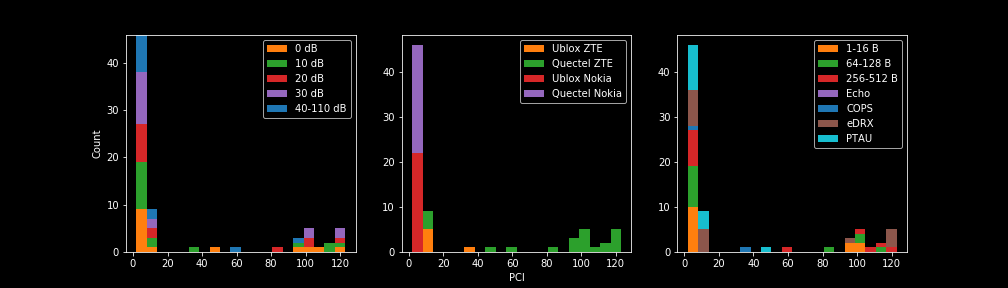 0 dB
10 dB
20 dB
30 dB
40-110 dB
Count
0
10
20
30
40
0 20 40 60 80 100 120
Ublox ZTE
Quectel ZTE
Ublox Nokia
Quectel Nokia
0
10
20
30
40
0 20 40 60 80 100 120
PCI
1-16 B
64-128 B
256-512 B
Echo
COPS
eDRX
PTAU
0
10
20
30
40
0 20 40 60 80 100 120